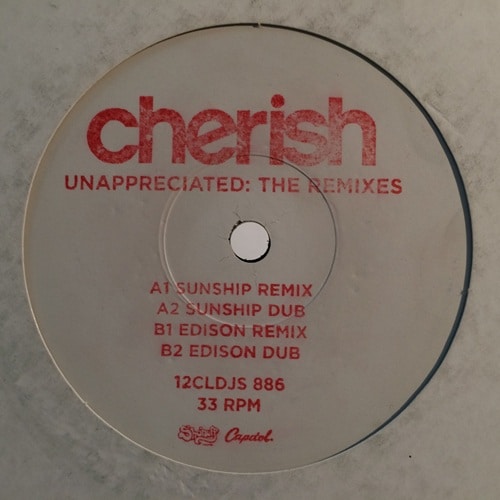 cherish
UNAPPRECIATED: THE REMIXES
A1 SUNSHIP REMIX
A2 SUNSHIP DUB
B1 EDISON REMIX
B2 EDISON DUB
12CLDJS 886
33 RPM
Capitol.